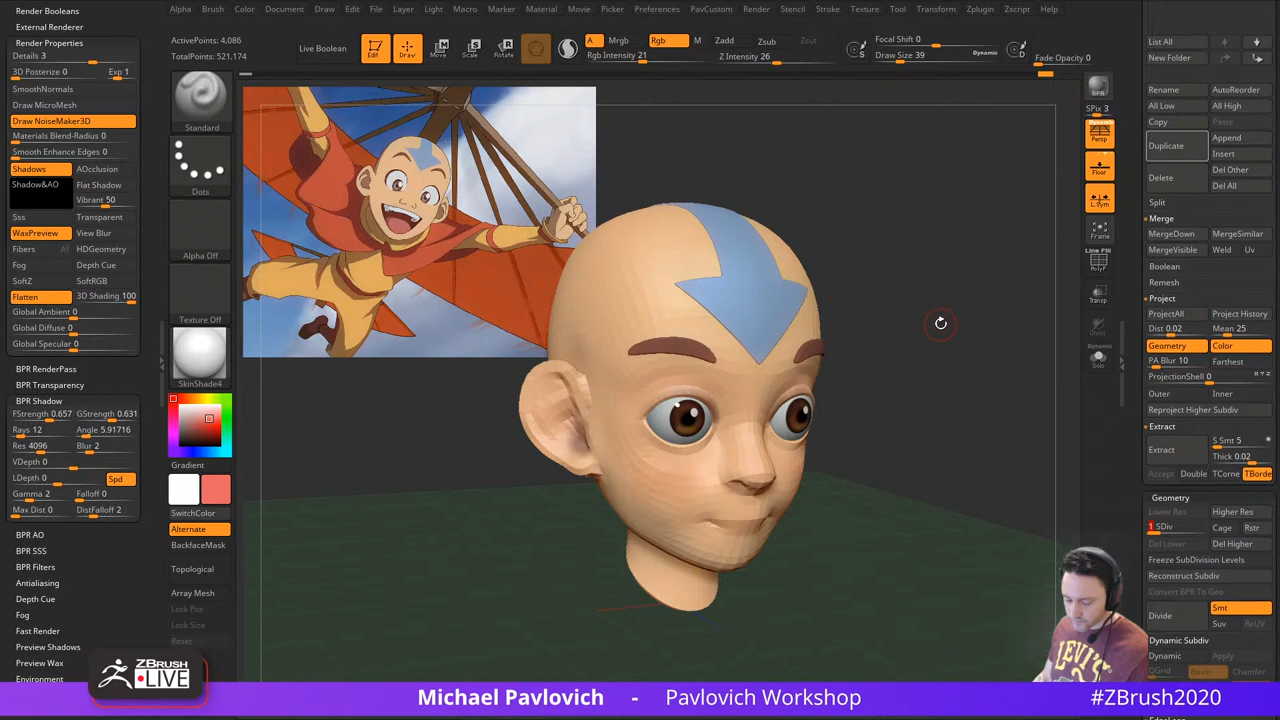 Alpha Brush Color Document Draw Edit File Layer Light Macro Marker Material Movie Picker Preferences PavCustom Render Stencil Stroke Texture Tool Transform Zplugin Zscript Help
Render Booleans
External Renderer
Render Properties
Details 3
3D Posterize 0 Exp 1
SmoothNormals
Draw MicroMesh
Draw NoiseMaker3D
Materials Blend-Radius 0
Smooth Enhance Edges 0
Shadows AOcclusion
Shadow&AO Flat Shadow
Vibrant 50
Sss Transparent
WaxPreview View Blur
Fibers AF HDGeometry
Fog Depth Cue
SoftZ SoftRGB
Flatten 3D Shading 100
Global Ambient 0
Global Diffuse 0
Global Specular 0
BPR RenderPass
BPR Transparency
BPR Shadow
FStrength 0.657 GStrength 0.631
Rays 12 Angle 5.91716
Res 4096 Blur 2
VDepth 0
LDepth 0 Spd
Gamma 2 Falloff 0
Max Dist 0 DistFalloff 2
BPR AO
BPR SSS
BPR Filters
Antialiasing
Depth Cue
Fog
Fast Render
Preview Shadows
Preview Wax
Environment
ActivePoints: 4,086
TotalPoints: 521,174
Live Boolean
Edit Draw Move Scale Rotate
A Mrgb Rgb M Zadd Zsub Zcut
Rgb Intensity 21 Z Intensity 26
Focal Shift 0
Draw Size 39 Dynamic
S D
Fade Opacity 0
Standard
Dots
Alpha Off
Texture Off
SkinShade4
Gradient
SwitchColor
Alternate
BackfaceMask
Topological
Array Mesh
Lock Pos
Lock Size
Reset
BPR
SPix 3
Dynamic
Persp
Floor
L.Sym
Frame
Line Fill
PolyF
Transp
Ghost
Dynamic
Solo
List All
New Folder
Rename AutoReorder
All Low All High
Copy Paste
Duplicate Append
Insert
Delete Del Other
Del All
Split
Merge
MergeDown MergeSimilar
MergeVisible Weld Uv
Boolean
Remesh
Project
ProjectAll Project History
Dist 0.02 Mean 25
Geometry Color
PA Blur 10 Farthest
ProjectionShell 0
Outer Inner
Reproject Higher Subdiv
Extract
Extract S Smt 5
Thick 0.02
Accept Double TCorne TBorde
Geometry
Lower Res Higher Res
1 SDiv Cage Rstr
Del Lower Del Higher
Freeze SubDivision Levels
Reconstruct Subdiv
Convert BPR To Geo
Divide Smt
Suv ReUV
Dynamic Subdiv
Dynamic Apply
QGrid Bevel Chamfer
LEVI'S
ZBRUSH
LIVE
Michael Pavlovich - Pavlovich Workshop #ZBrush2020